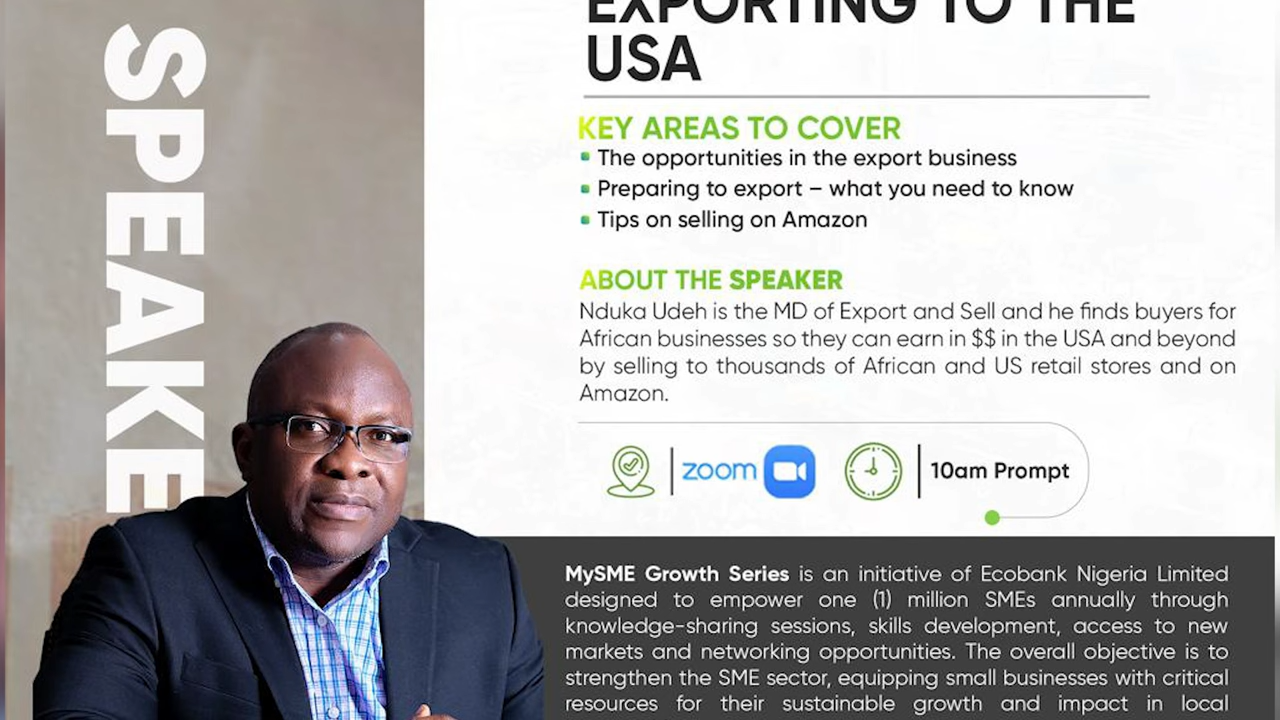 SPEAKE
EXPORTING TO THE
USA
KEY AREAS TO COVER
The opportunities in the export business
Preparing to export – what you need to know
Tips on selling on Amazon
ABOUT THE SPEAKER
Nduka Udeh is the MD of Export and Sell and he finds buyers for
African businesses so they can earn in $$ in the USA and beyond
by selling to thousands of African and US retail stores and on
Amazon.
zoom
10am Prompt
MySME Growth Series is an initiative of Ecobank Nigeria Limited
designed to empower one (1) million SMEs annually through
knowledge-sharing sessions, skills development, access to new
markets and networking opportunities. The overall objective is to
strengthen the SME sector, equipping small businesses with critical
resources for their sustainable growth and impact in local